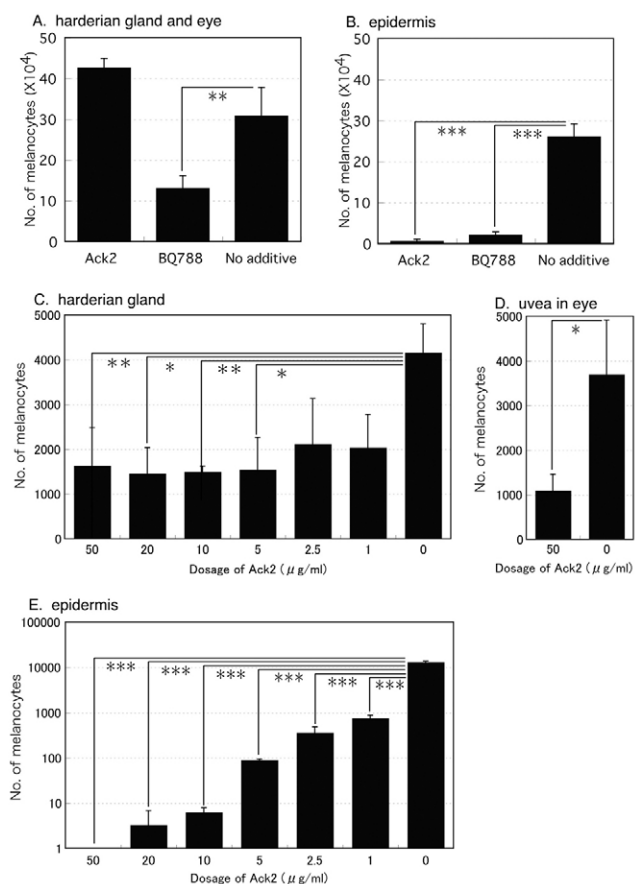 A. harderian gland and eye
No. of melanocytes (X10⁴)
50
40
30
20
10
0
**
Ack2 BQ788 No additive
B. epidermis
No. of melanocytes (X10⁴)
50
40
30
20
10
0
*** ***
Ack2 BQ788 No additive
C. harderian gland
No. of melanocytes
5000
4000
3000
2000
1000
0
** * ** *
50 20 10 5 2.5 1 0
Dosage of Ack2 ( μ g/ml)
D. uvea in eye
No. of melanocytes
5000
4000
3000
2000
1000
0
*
50 0
Dosage of Ack2 ( μ g/ml)
E. epidermis
No. of melanocytes
100000
10000
1000
100
10
1
*** *** *** *** *** ***
50 20 10 5 2.5 1 0
Dosage of Ack2 ( μ g/ml)